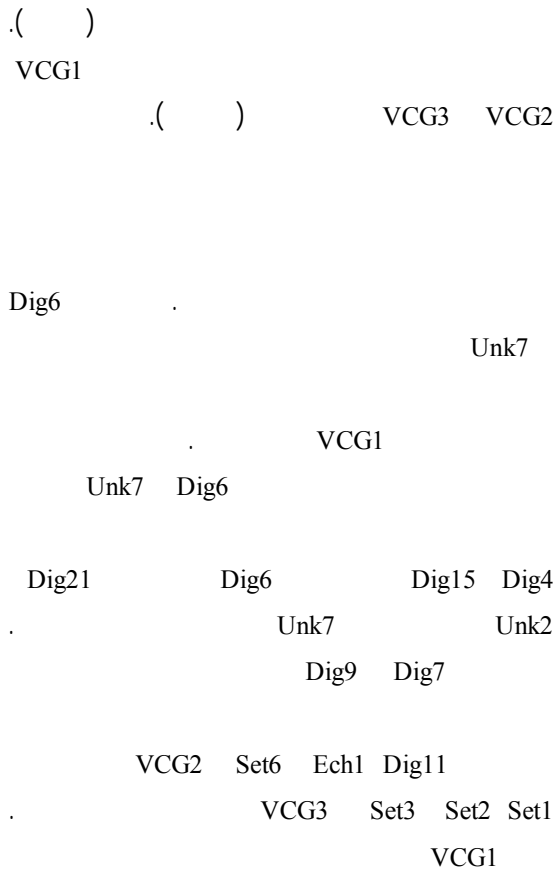 ( ).
VCG1
VCG2 VCG3 ( ).
. Dig6
Unk7
VCG1 .
Dig6 Unk7
Dig4 Dig15 Dig6 Dig21
Unk2 Unk7 .
Dig7 Dig9
Dig11 Ech1 Set6 VCG2
Set1 Set2 Set3 VCG3 .
VCG1